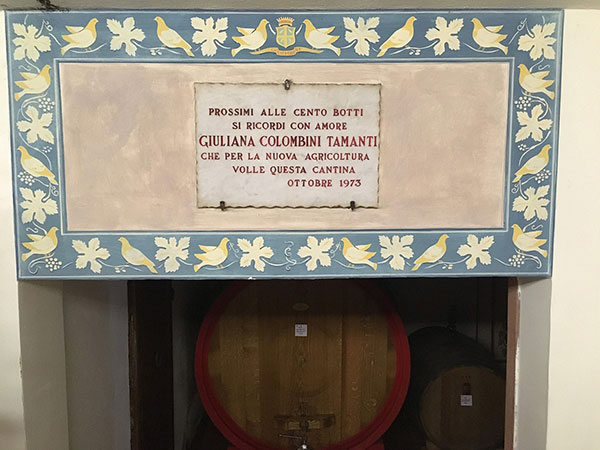 PROSSIMI ALLE CENTO BOTTI
SI RICORDI CON AMORE
GIULIANA COLOMBINI TAMANTI
CHE PER LA NUOVA AGRICOLTURA
VOLLE QUESTA CANTINA
OTTOBRE 1973